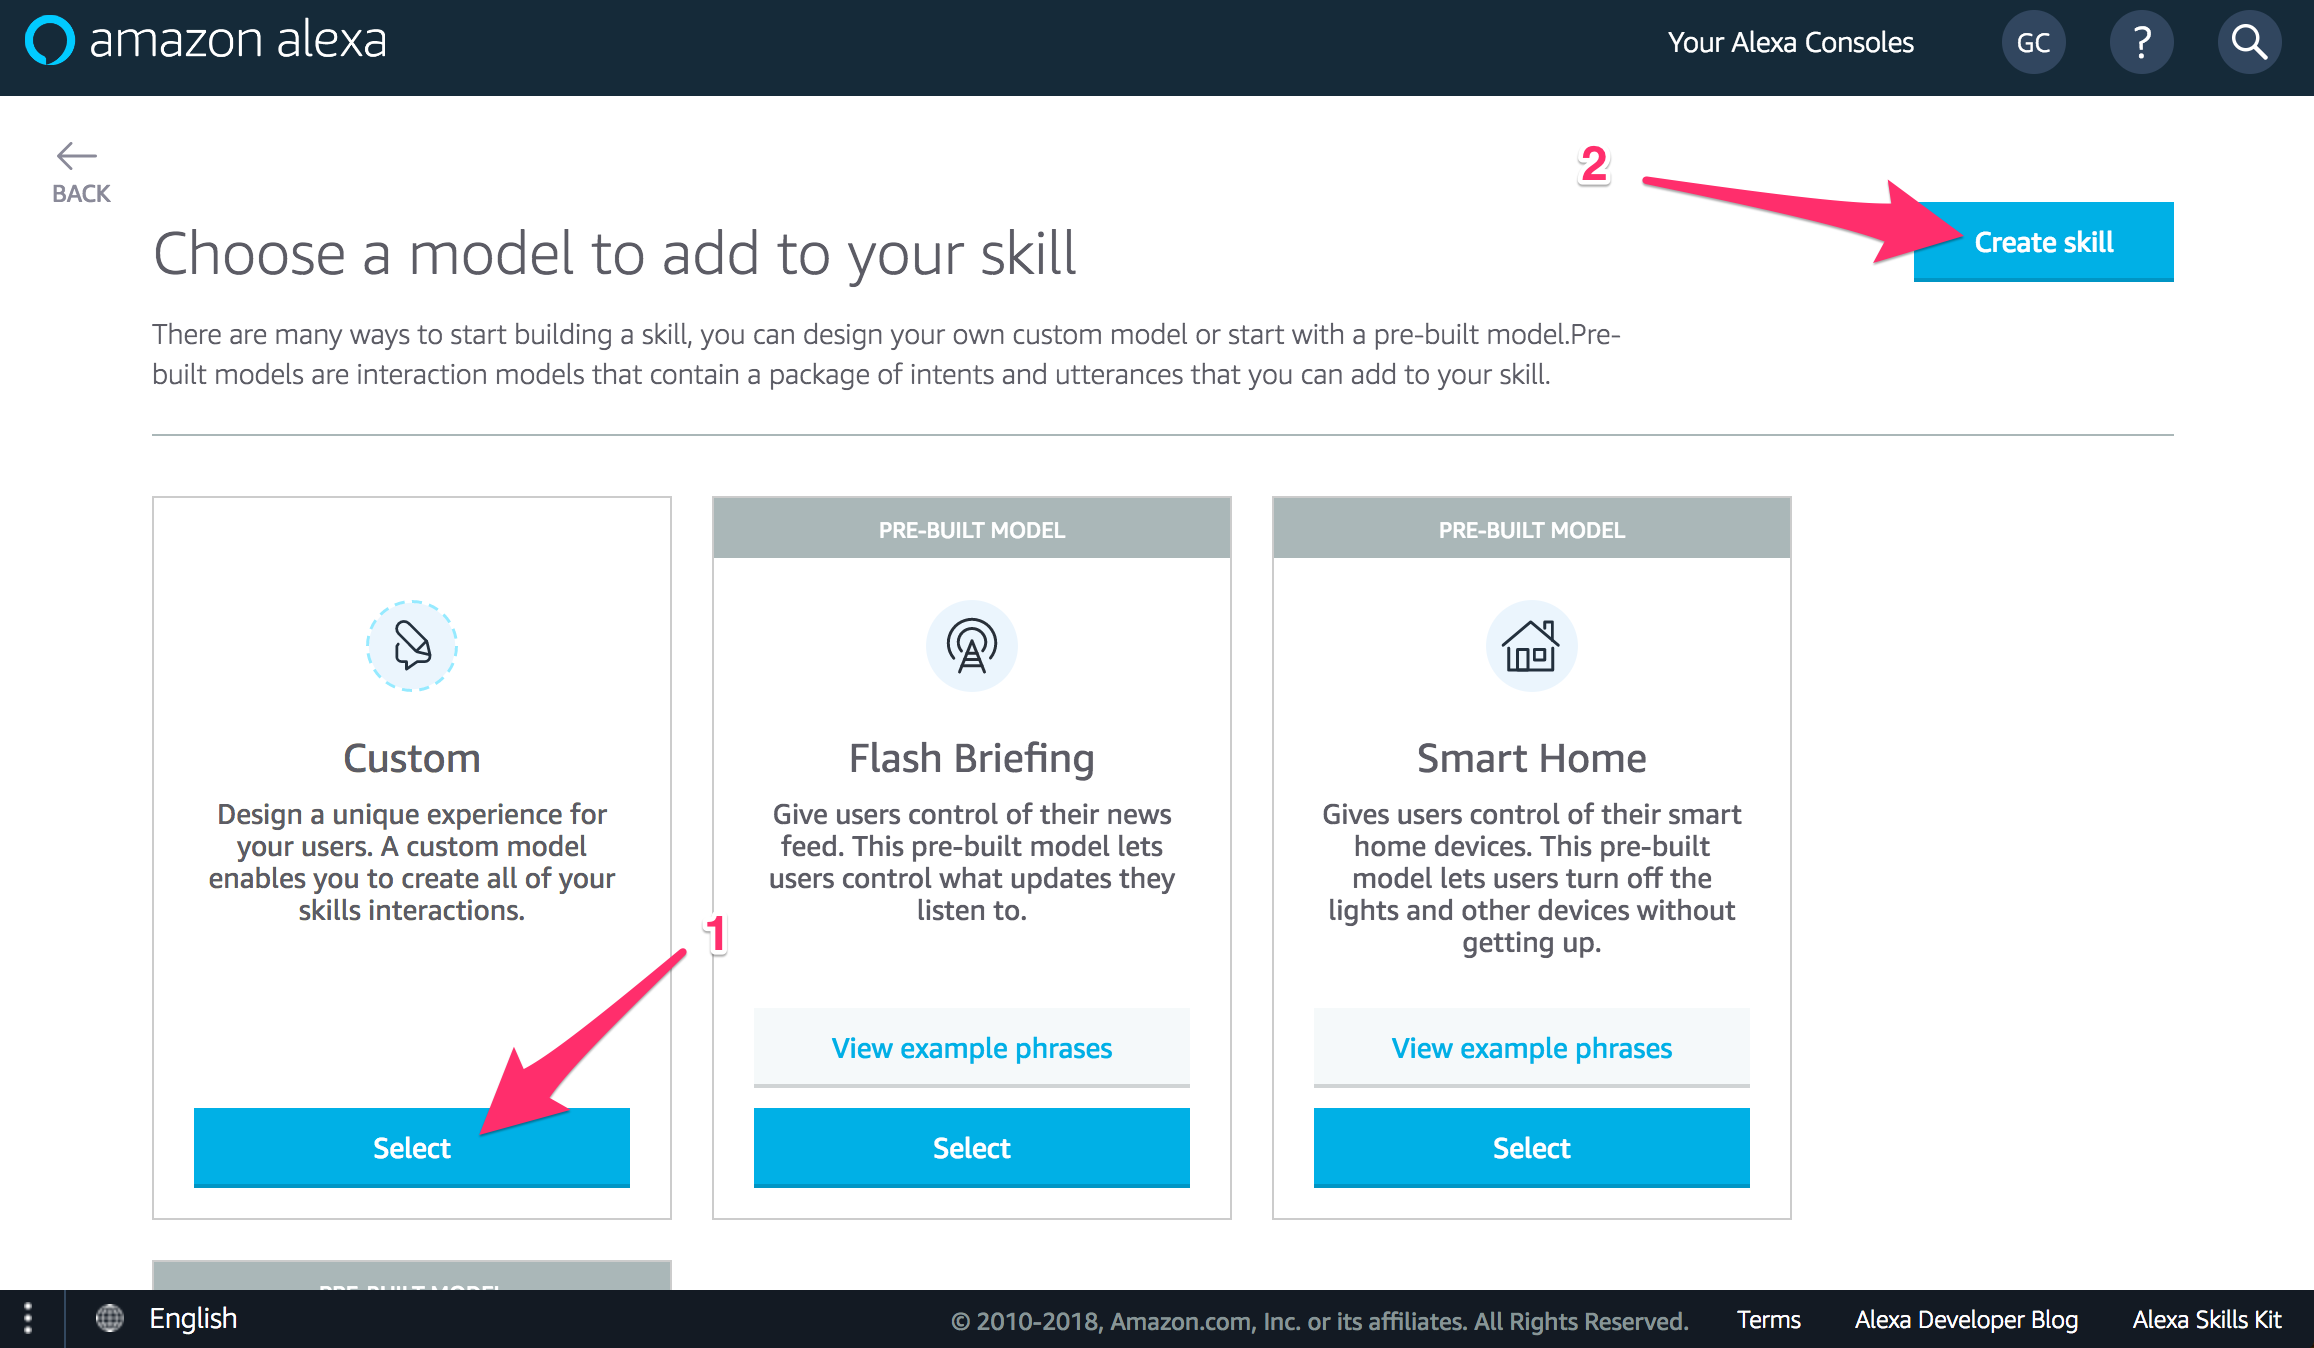 amazon alexa
Your Alexa Consoles
GC
?
BACK
2
Choose a model to add to your skill
Create skill
There are many ways to start building a skill, you can design your own custom model or start with a pre-built model.Pre-
built models are interaction models that contain a package of intents and utterances that you can add to your skill.
Custom
Design a unique experience for
your users. A custom model
enables you to create all of your
skills interactions.
1
Select
PRE-BUILT MODEL
Flash Briefing
Give users control of their news
feed. This pre-built model lets
users control what updates they
listen to.
View example phrases
Select
PRE-BUILT MODEL
Smart Home
Gives users control of their smart
home devices. This pre-built
model lets users turn off the
lights and other devices without
getting up.
View example phrases
Select
PRE-BUILT MODEL
English
© 2010-2018, Amazon.com, Inc. or its affiliates. All Rights Reserved.
Terms
Alexa Developer Blog
Alexa Skills Kit